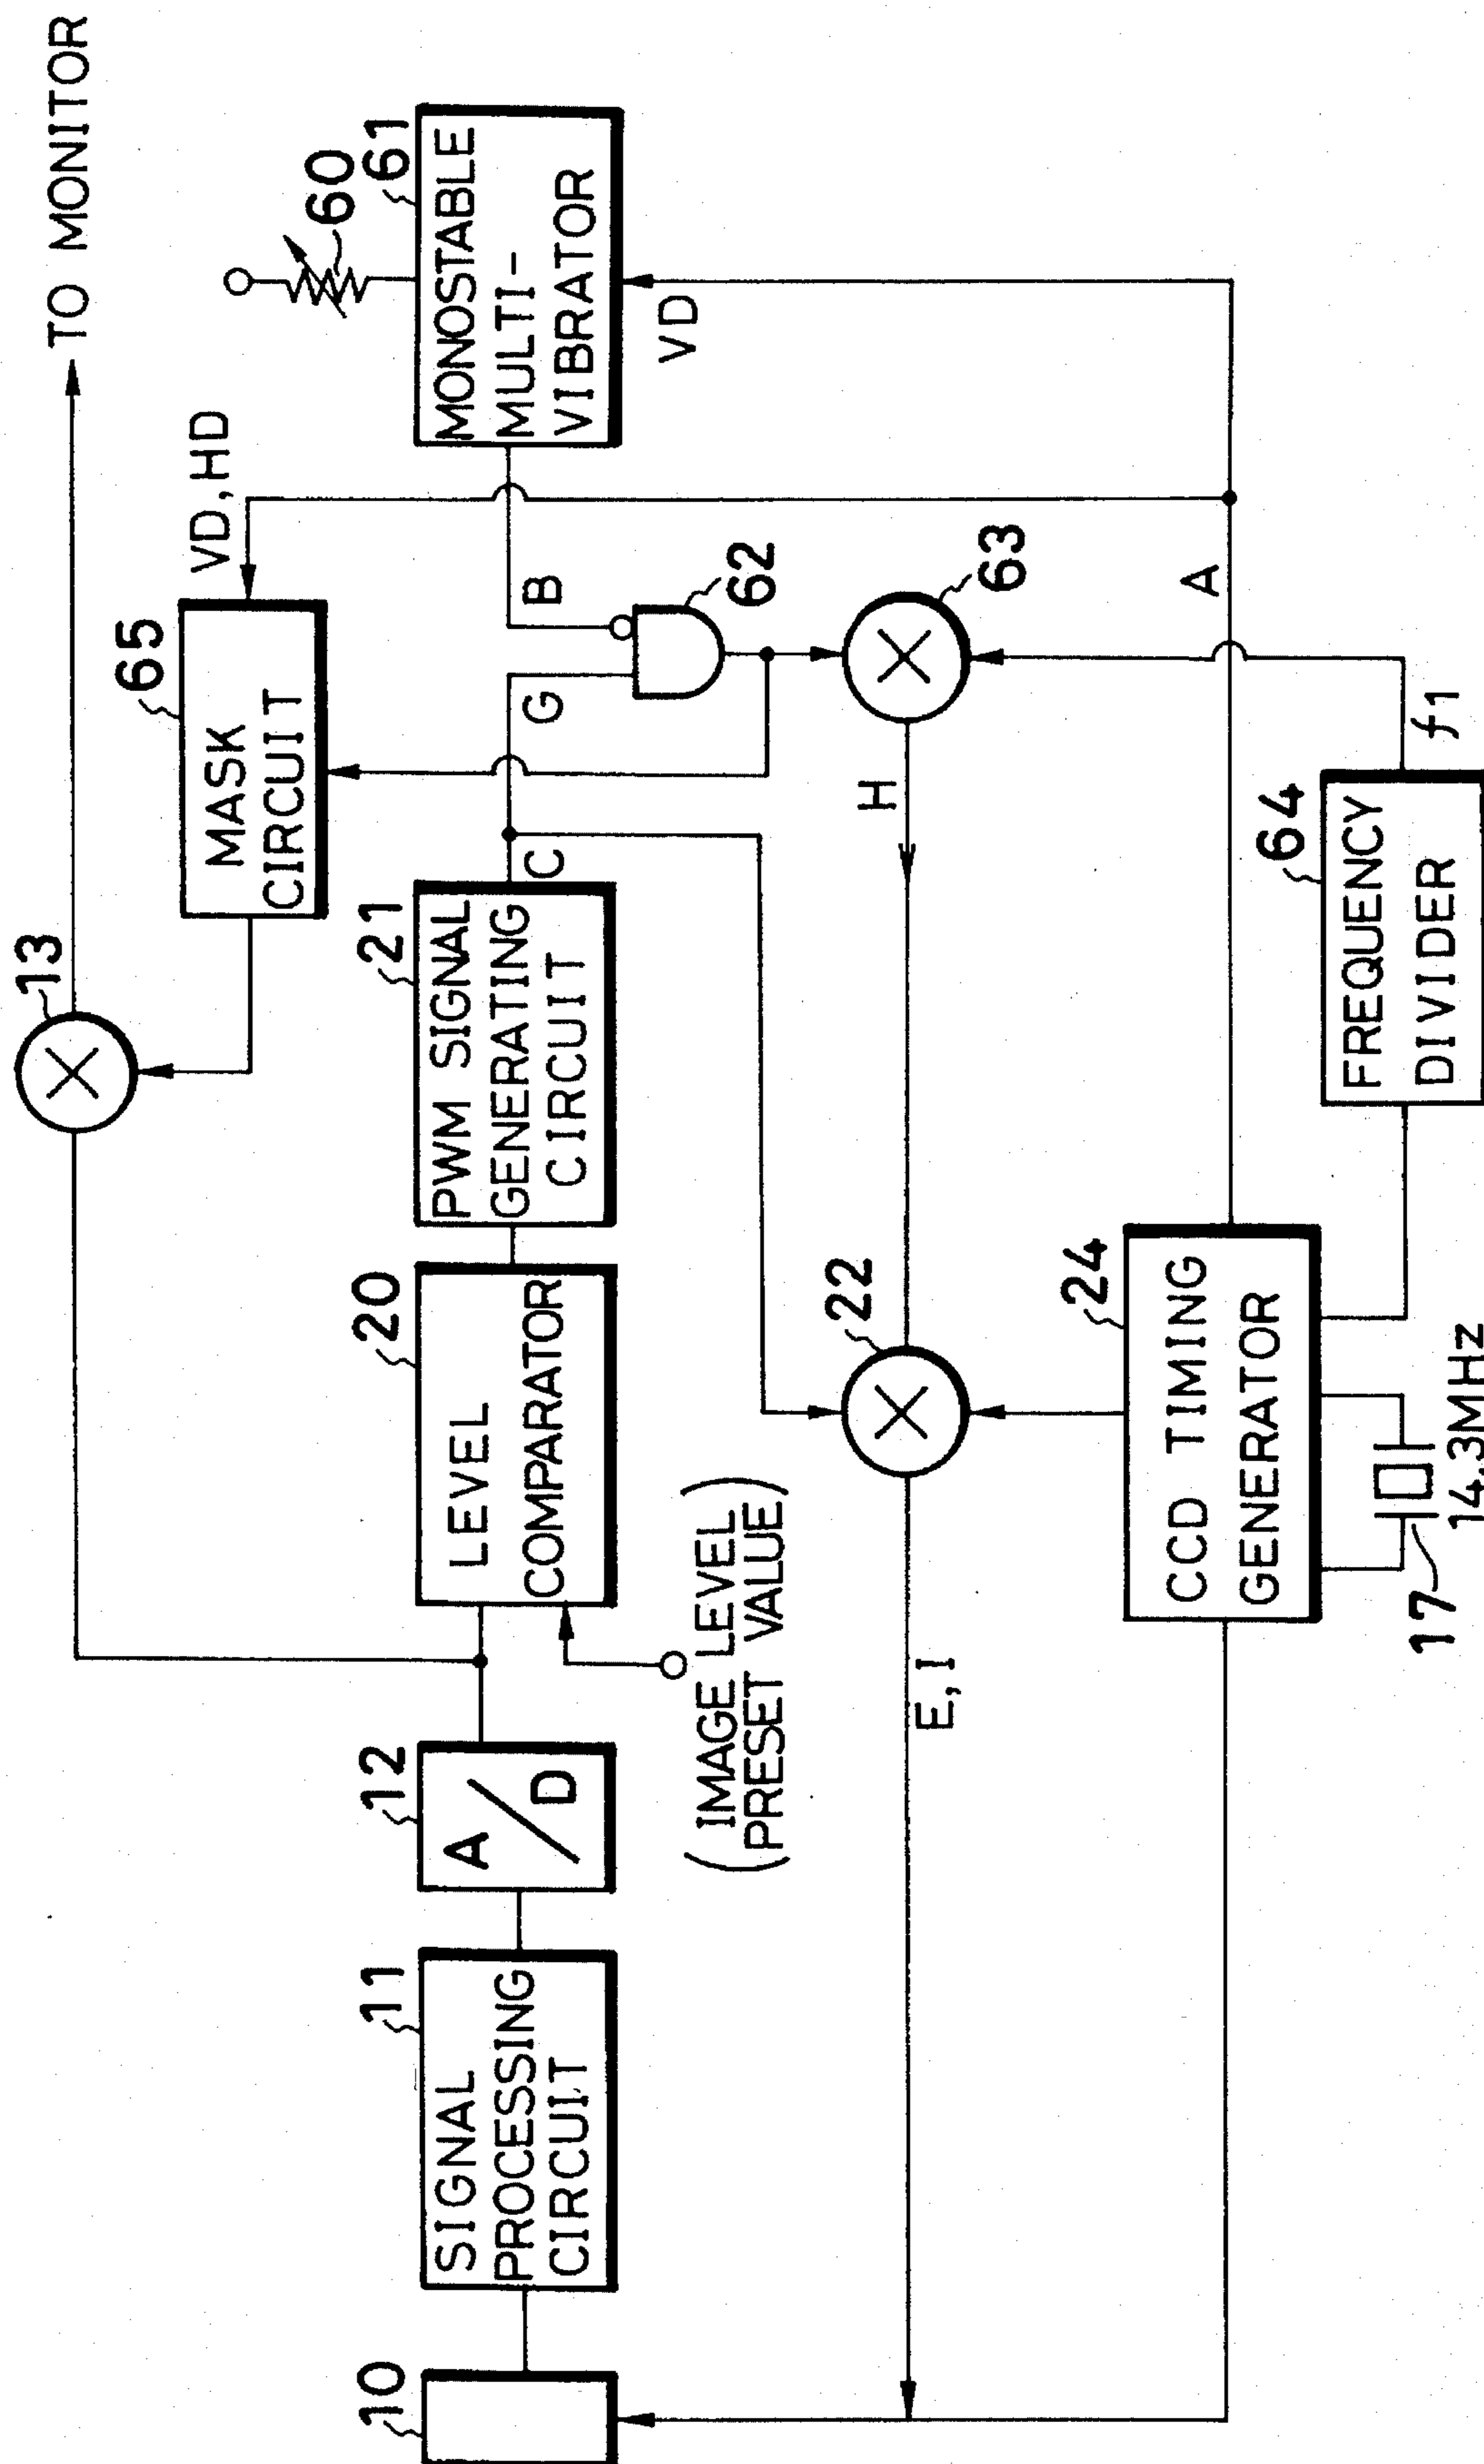 TO MONITOR
13
65
MASK
CIRCUIT
VD,HD
60
61
MONOSTABLE
MULTI-
VIBRATOR
VD
10
11
SIGNAL
PROCESSING
CIRCUIT
12
A/D
20
LEVEL
COMPARATOR
(IMAGE LEVEL
PRESET VALUE)
21
PWM SIGNAL
GENERATING
CIRCUIT
C
G
B
62
63
H
22
E,I
24
CCD TIMING
GENERATOR
A
17
14.3MHz
64
FREQUENCY
DIVIDER
f1